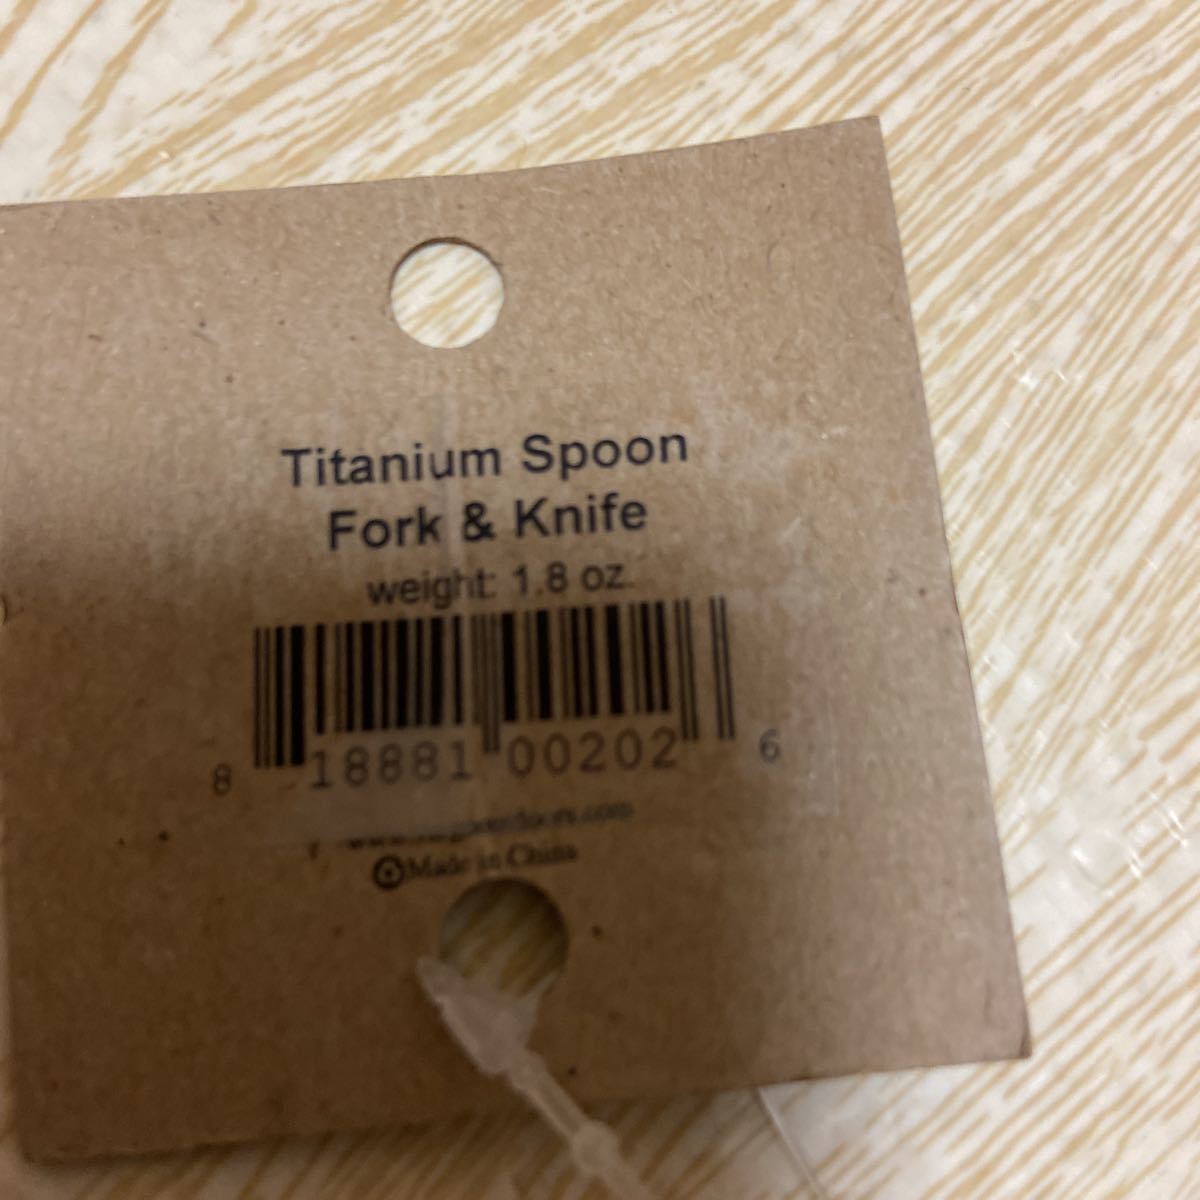 Titanium Spoon
Fork & Knife
weight: 1.8 oz.
8 18881 00202 6
Made in China